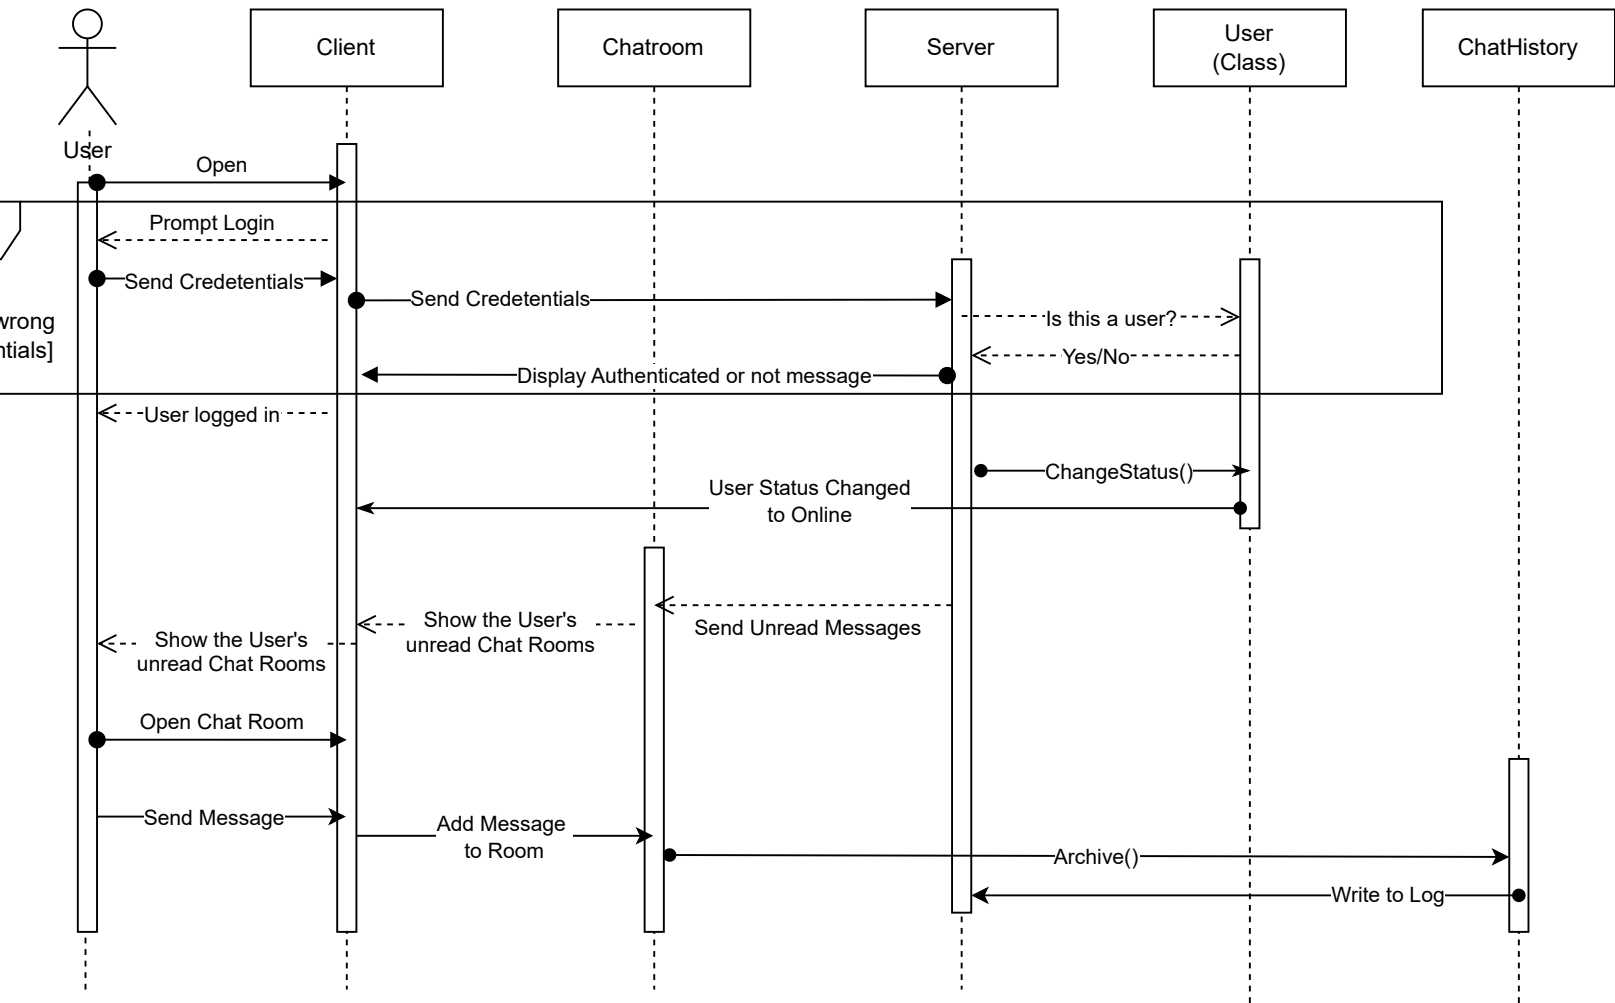 Client
Chatroom
Server
User
(Class)
ChatHistory
User
Open
Prompt Login
Send Credetentials
Send Credetentials
Is this a user?
wrong
ntials]
Yes/No
Display Authenticated or not message
User logged in
ChangeStatus()
User Status Changed
to Online
Send Unread Messages
Show the User's
unread Chat Rooms
Show the User's
unread Chat Rooms
Open Chat Room
Send Message
Add Message
to Room
Archive()
Write to Log